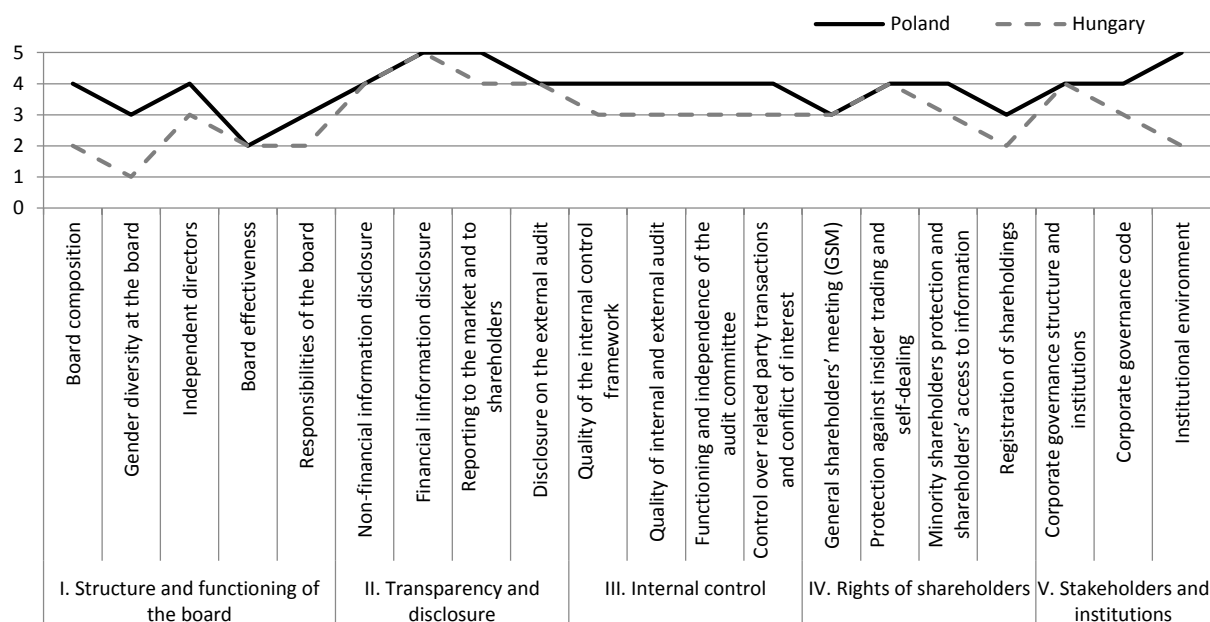 Poland
Hungary
5
4
3
2
1
0
Board composition
Gender diversity at the board
Independent directors
Board effectiveness
Responsibilities of the board
Non-financial information disclosure
Financial iInformation disclosure
Reporting to the market and to
shareholders
Disclosure on the external audit
Quality of the internal control
framework
Quality of internal and external audit
Functioning and independence of the
audit committee
Control over related party transactions
and conflict of interest
General shareholders’ meeting (GSM)
Protection against insider trading and
self-dealing
Minority shareholders protection and
shareholders’ access to information
Registration of shareholdings
Corporate governance structure and
institutions
Corporate governance code
Institutional environment
I. Structure and functioning of
the board
II. Transparency and
disclosure
III. Internal control
IV. Rights of shareholders
V. Stakeholders and
institutions